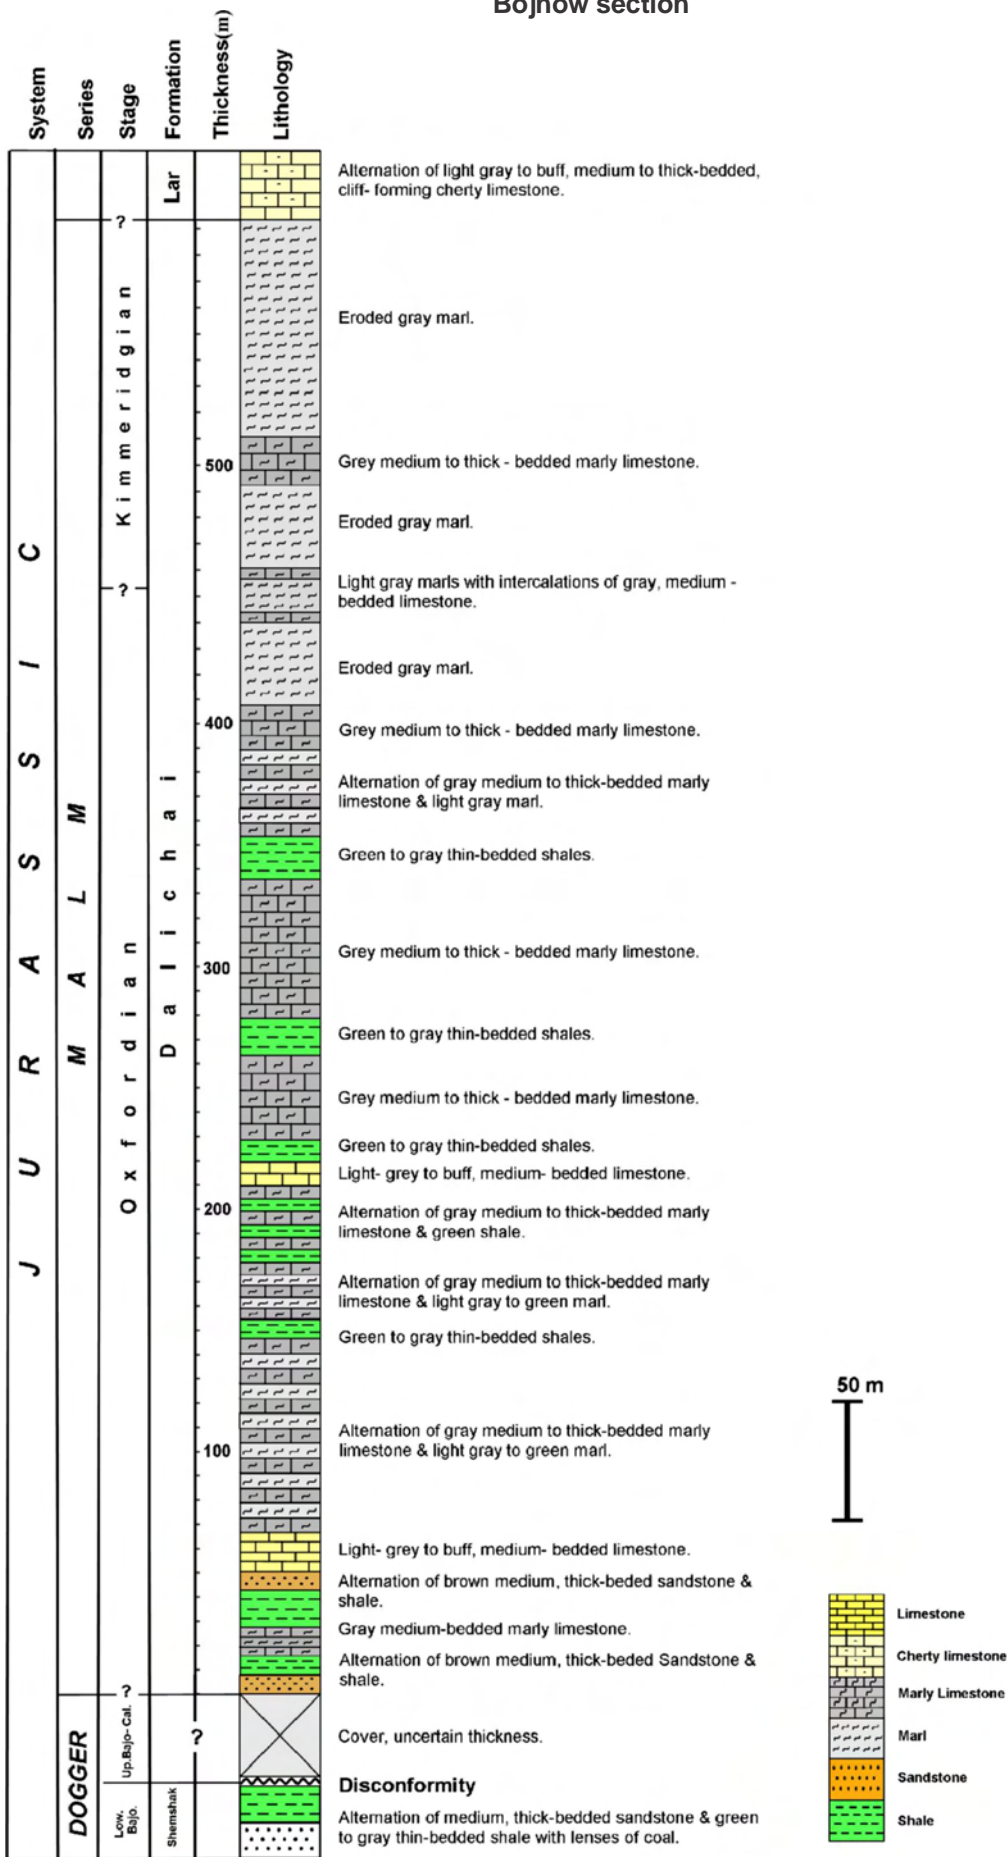 Bojnow section
System
Series
Stage
Formation
Thickness(m)
Lithology
JURASSIC
MALM
DOGGER
?
Kimmeridgian
?
Oxfordian
?
Up.Bajo- Cal.
Low.
Bajo.
Lar
Dalichai
?
Shemshak
500
400
300
200
100
Alternation of light gray to buff, medium to thick-bedded,
cliff- forming cherty limestone.
Eroded gray marl.
Grey medium to thick - bedded marly limestone.
Eroded gray marl.
Light gray marls with intercalations of gray, medium -
bedded limestone.
Eroded gray marl.
Grey medium to thick - bedded marly limestone.
Alternation of gray medium to thick-bedded marly
limestone & light gray marl.
Green to gray thin-bedded shales.
Grey medium to thick - bedded marly limestone.
Green to gray thin-bedded shales.
Grey medium to thick - bedded marly limestone.
Green to gray thin-bedded shales.
Light- grey to buff, medium- bedded limestone.
Alternation of gray medium to thick-bedded marly
limestone & green shale.
Alternation of gray medium to thick-bedded marly
limestone & light gray to green marl.
Green to gray thin-bedded shales.
Alternation of gray medium to thick-bedded marly
limestone & light gray to green marl.
Light- grey to buff, medium- bedded limestone.
Alternation of brown medium, thick-beded sandstone &
shale.
Gray medium-bedded marly limestone.
Alternation of brown medium, thick-beded Sandstone &
shale.
Cover, uncertain thickness.
Disconformity
Alternation of medium, thick-bedded sandstone & green
to gray thin-bedded shale with lenses of coal.
50 m
Limestone
Cherty limestone
Marly Limestone
Marl
Sandstone
Shale